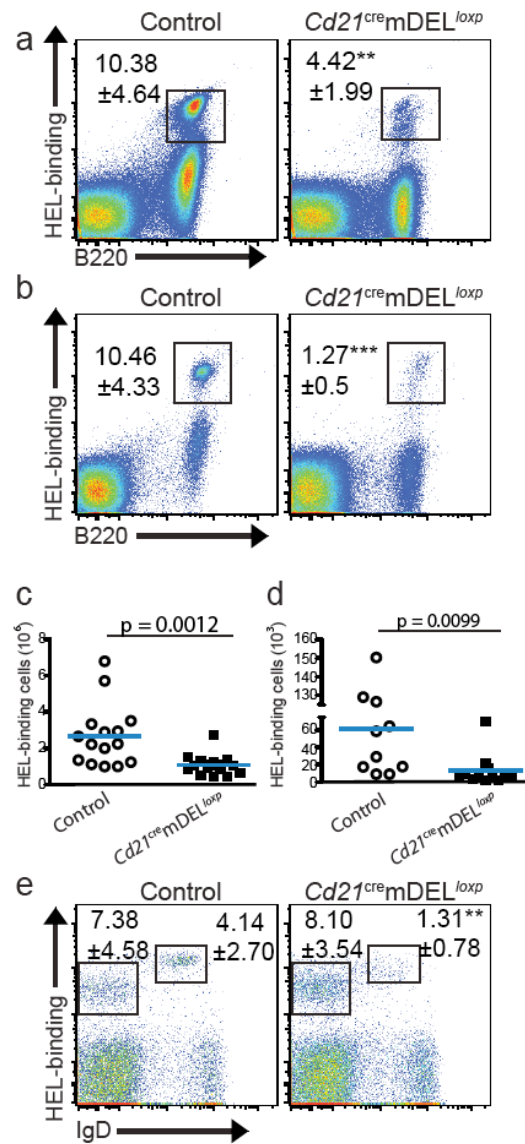 a
Control
Cd21creMDELloxp
10.38
±4.64
4.42**
±1.99
HEL-binding
B220
b
Control
Cd21cremDELloxp
10.46
±4.33
1.27***
±0.5
HEL-binding
B220
c
p = 0.0012
HEL-binding cells (10⁶)
8
6
4
2
0
Control
Cd21cremDELloxp
d
p = 0.0099
HEL-binding cells (10³)
160
150
140
130
120
60
40
20
0
Control
Cd21cremDELloxp
e
Control
Cd21cremDELloxp
7.38
±4.58
4.14
±2.70
8.10
±3.54
1.31**
±0.78
HEL-binding
IgD